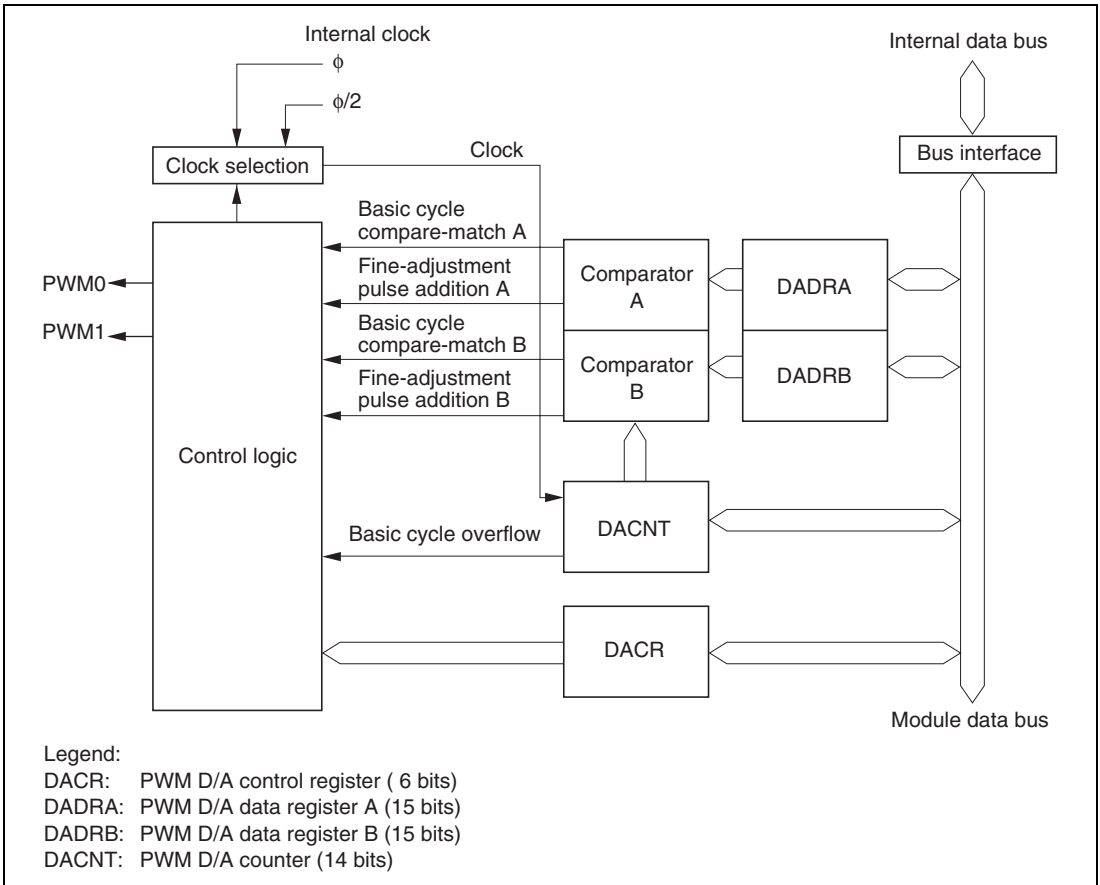 Internal clock
ϕ
ϕ/2
Internal data bus
Clock selection
Clock
Bus interface
Basic cycle
compare-match A
Fine-adjustment
pulse addition A
Basic cycle
compare-match B
Fine-adjustment
pulse addition B
Comparator
A
DADRA
Comparator
B
DADRB
PWM0
PWM1
Control logic
Basic cycle overflow
DACNT
DACR
Module data bus
Legend:
DACR: PWM D/A control register ( 6 bits)
DADRA: PWM D/A data register A (15 bits)
DADRB: PWM D/A data register B (15 bits)
DACNT: PWM D/A counter (14 bits)